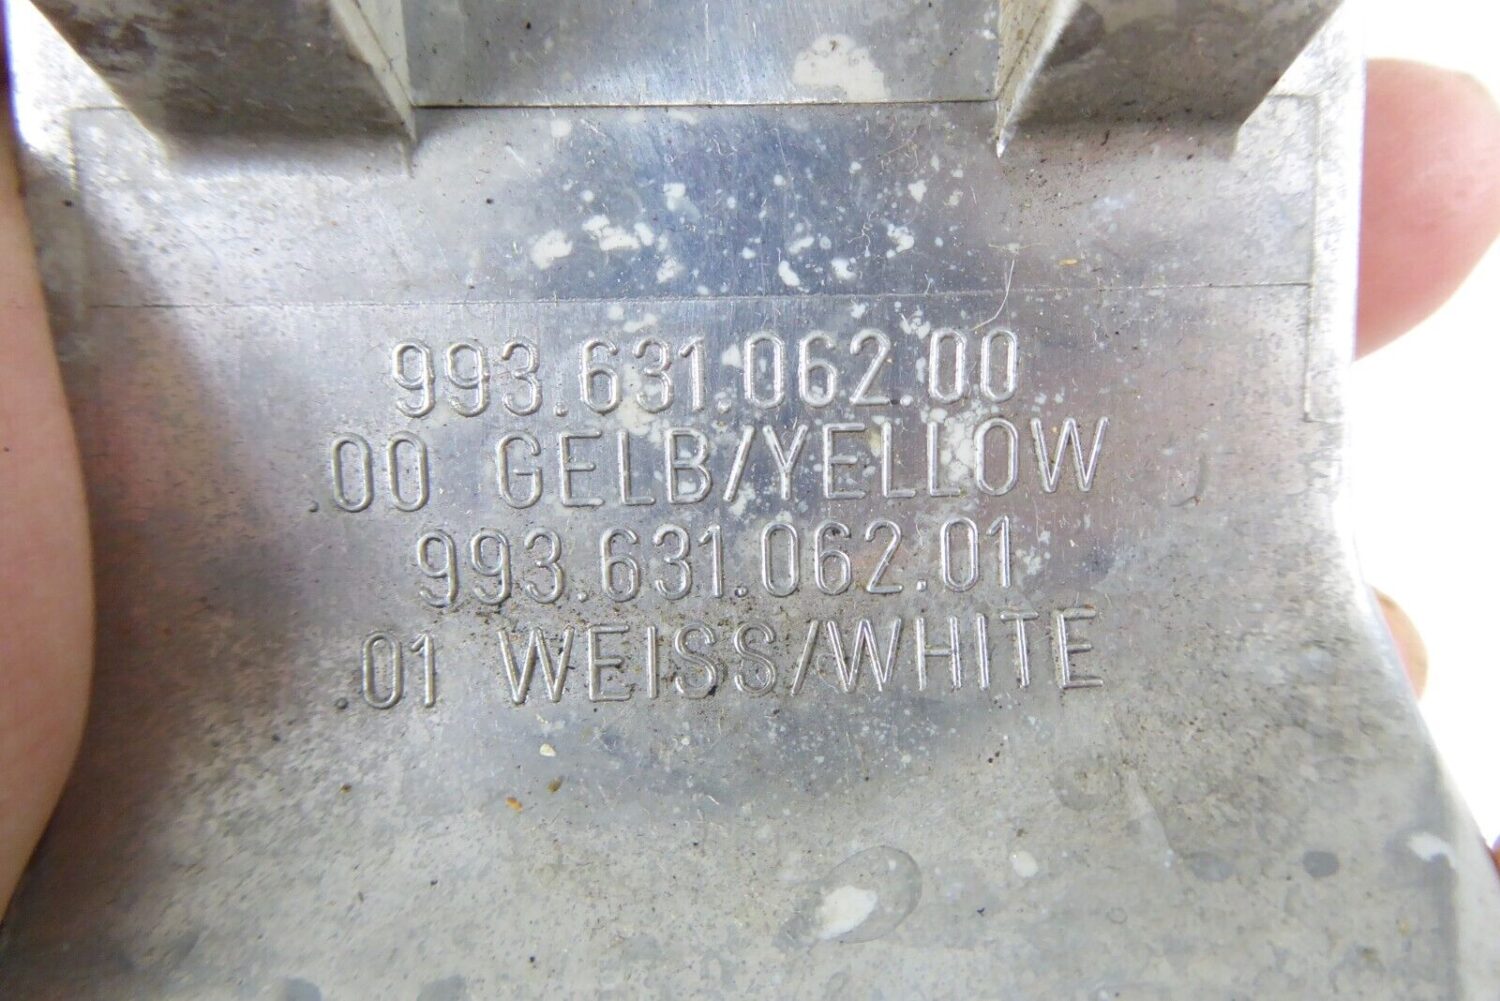 993.631.062.00
.00 GELB/YELLOW
993.631.062.01
.01 WEISS/WHITE